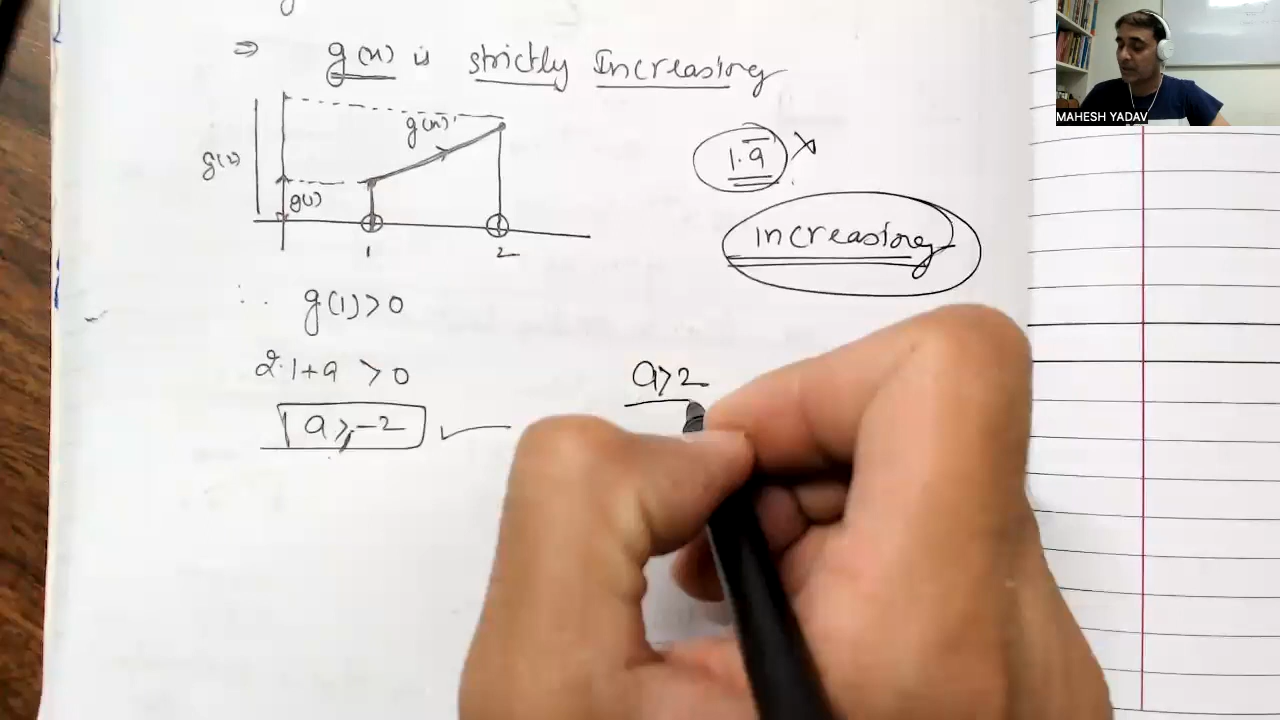 ⇒ g(x) is strictly Increasing
g(x)
g(2)
g(1)
1 2
1.9 ×
increasing
∴ g(1) > 0
2.1 + a > 0
a > 2
a ≥ -2
MAHESH YADAV